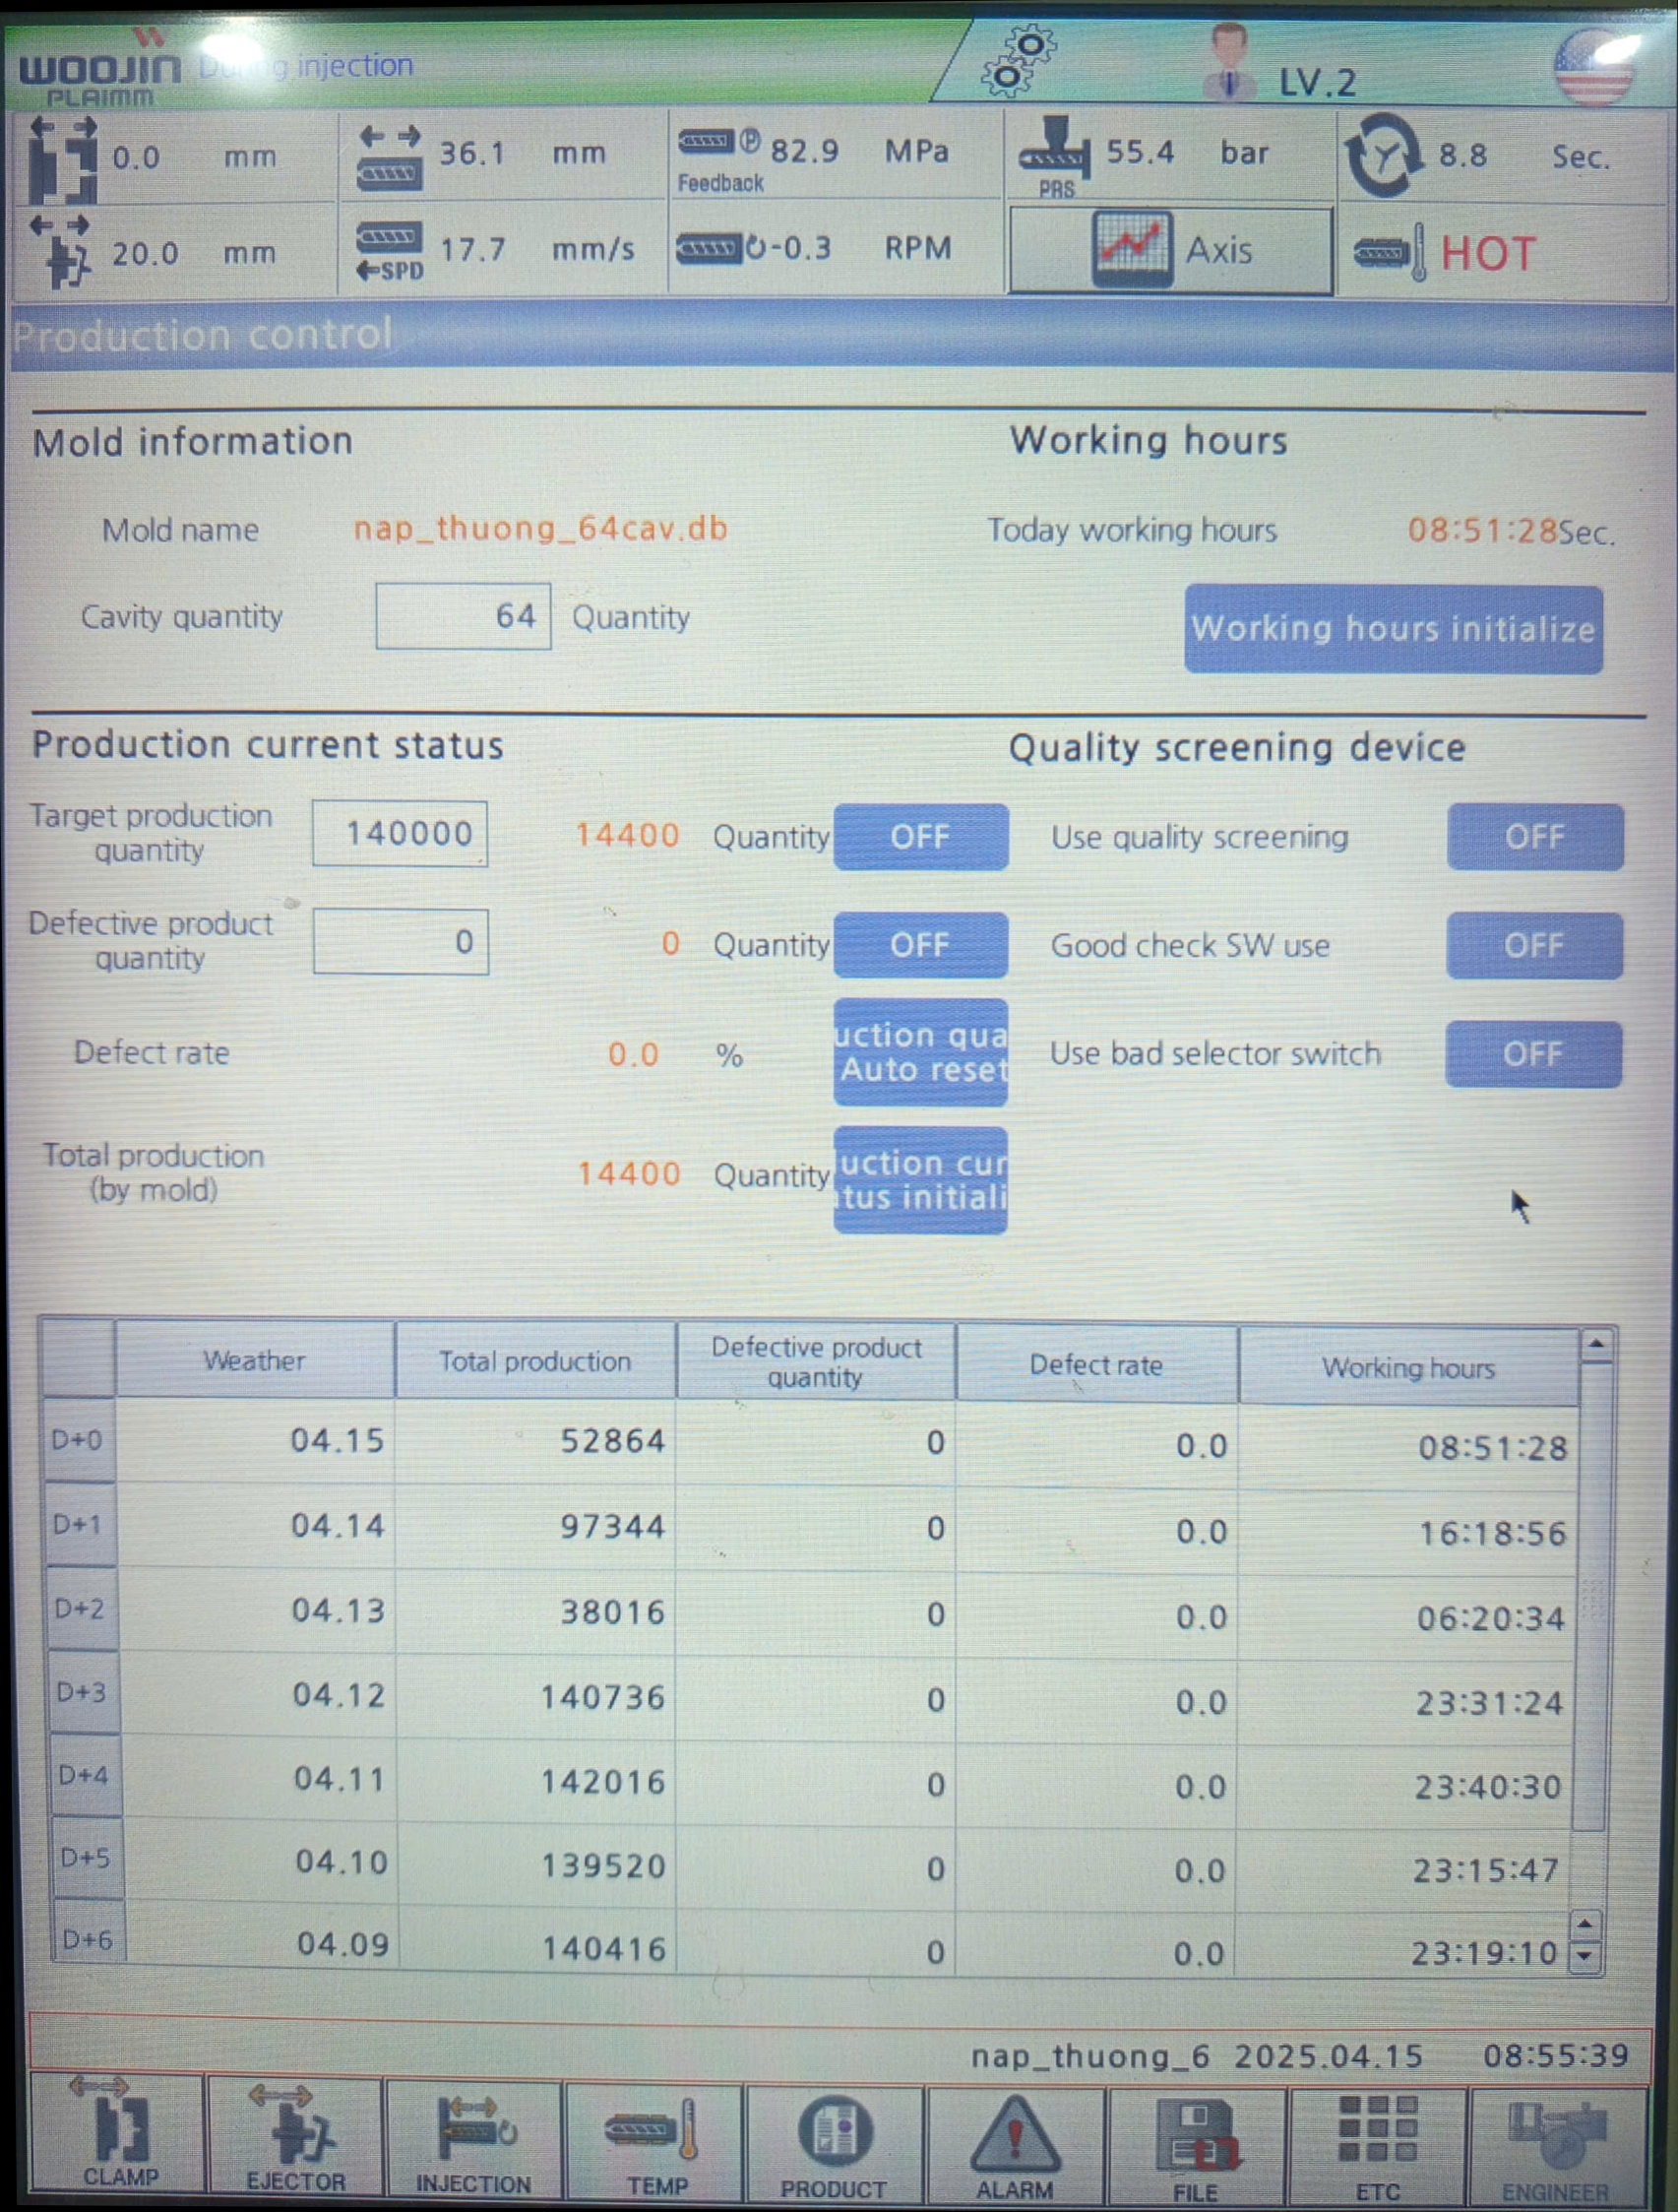 WOOJIN
PLAIMM
During injection
LV.2
0.0 mm
36.1 mm
Feedback
82.9 MPa
PRS
55.4 bar
8.8 Sec.
20.0 mm
SPD
17.7 mm/s
-0.3 RPM
Axis
HOT
Production control
Mold information
Working hours
Mold name nap_thuong_64cav.db
Today working hours 08:51:28Sec.
Cavity quantity 64 Quantity
Working hours initialize
Production current status
Quality screening device
Target production
quantity
140000 14400 Quantity OFF
Use quality screening OFF
Defective product
quantity
0 0 Quantity OFF
Good check SW use OFF
Defect rate 0.0 %
uction qua
Auto reset
Use bad selector switch OFF
Total production
(by mold)
14400 Quantity
uction cur
tus initiali
Weather Total production Defective product quantity Defect rate Working hours
D+0 04.15 52864 0 0.0 08:51:28
D+1 04.14 97344 0 0.0 16:18:56
D+2 04.13 38016 0 0.0 06:20:34
D+3 04.12 140736 0 0.0 23:31:24
D+4 04.11 142016 0 0.0 23:40:30
D+5 04.10 139520 0 0.0 23:15:47
D+6 04.09 140416 0 0.0 23:19:10
nap_thuong_6 2025.04.15 08:55:39
CLAMP EJECTOR INJECTION TEMP PRODUCT ALARM FILE ETC ENGINEER